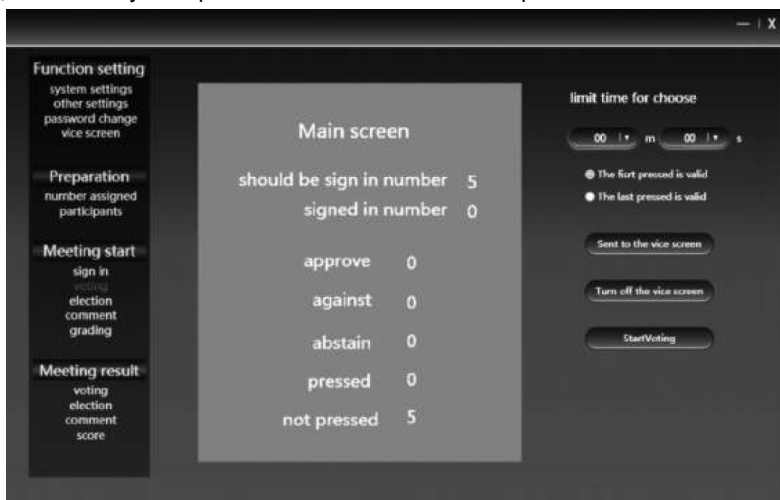 Function setting
system settings
other settings
password change
vice screen
Preparation
number assigned
participants
Meeting start
sign in
voting
election
comment
grading
Meeting result
voting
election
comment
score
Main screen
should be sign in number 5
signed in number 0
approve 0
against 0
abstain 0
pressed 0
not pressed 5
limit time for choose
00 m 00 s
The fisrt pressed is valid
The last pressed is valid
Sent to the vice screen
Turn off the vice screen
StartVoting